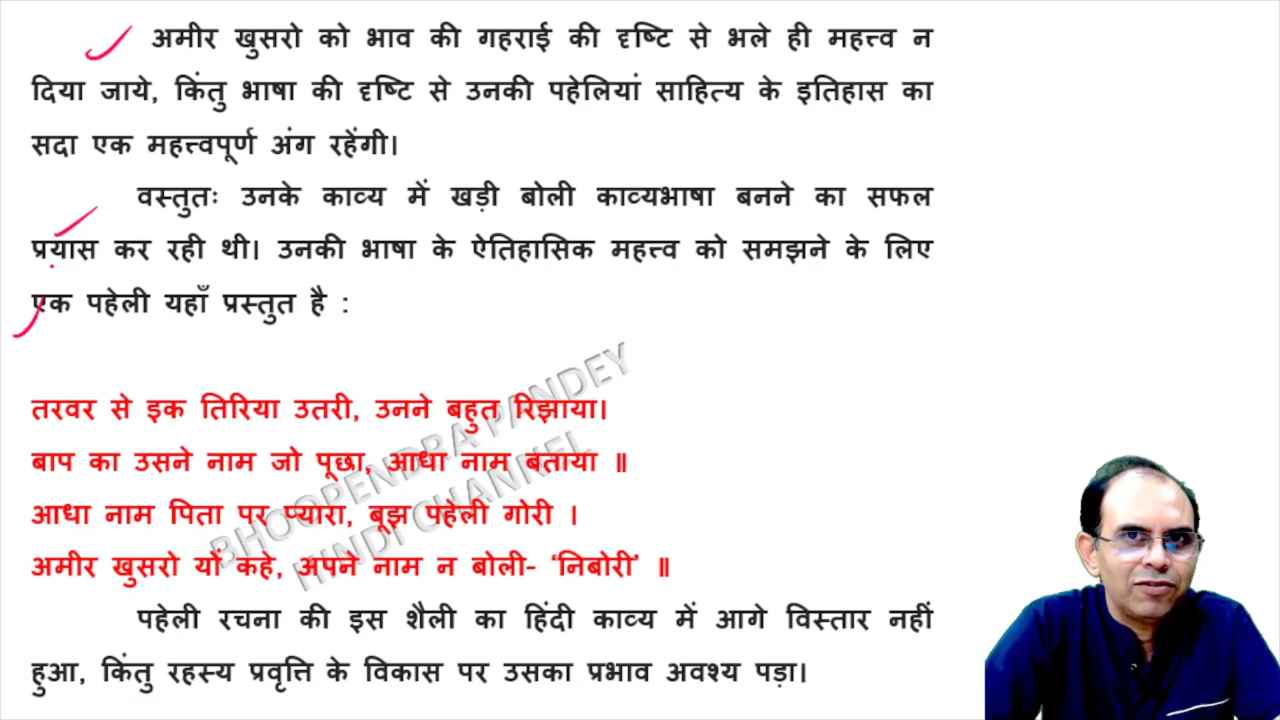 अमीर खुसरो को भाव की गहराई की दृष्टि से भले ही महत्त्व न
दिया जाये, किंतु भाषा की दृष्टि से उनकी पहेलियां साहित्य के इतिहास का
सदा एक महत्त्वपूर्ण अंग रहेंगी।
वस्तुतः उनके काव्य में खड़ी बोली काव्यभाषा बनने का सफल
प्रयास कर रही थी। उनकी भाषा के ऐतिहासिक महत्त्व को समझने के लिए
एक पहेली यहाँ प्रस्तुत है :
तरवर से इक तिरिया उतरी, उनने बहुत रिझाया।
बाप का उसने नाम जो पूछा, आधा नाम बताया ॥
आधा नाम पिता पर प्यारा, बूझ पहेली गोरी ।
अमीर खुसरो यों कहे, अपने नाम न बोली- ‘निबोरी’ ॥
BHOOPENDRA PANDEY
HINDI CHANNEL
पहेली रचना की इस शैली का हिंदी काव्य में आगे विस्तार नहीं
हुआ, किंतु रहस्य प्रवृत्ति के विकास पर उसका प्रभाव अवश्य पड़ा।